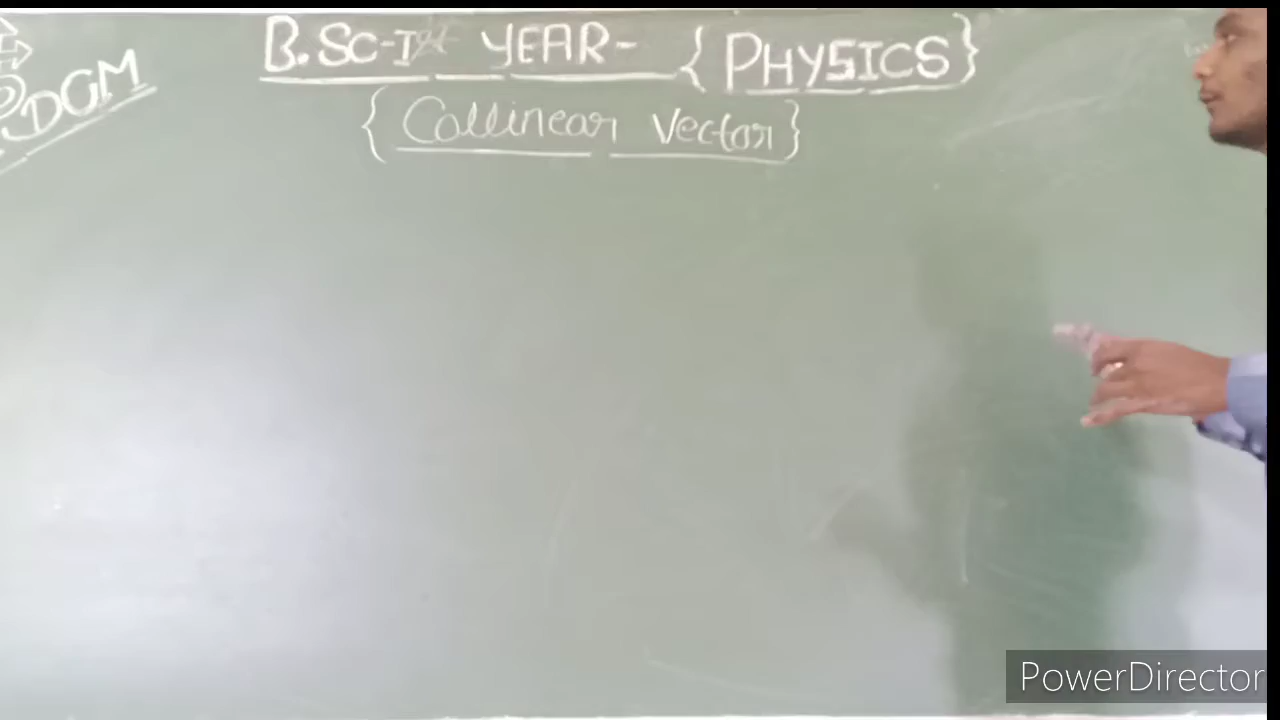 B.SC-Ist YEAR- {PHYSICS}
{Collinear Vector}
DGM
PowerDirector